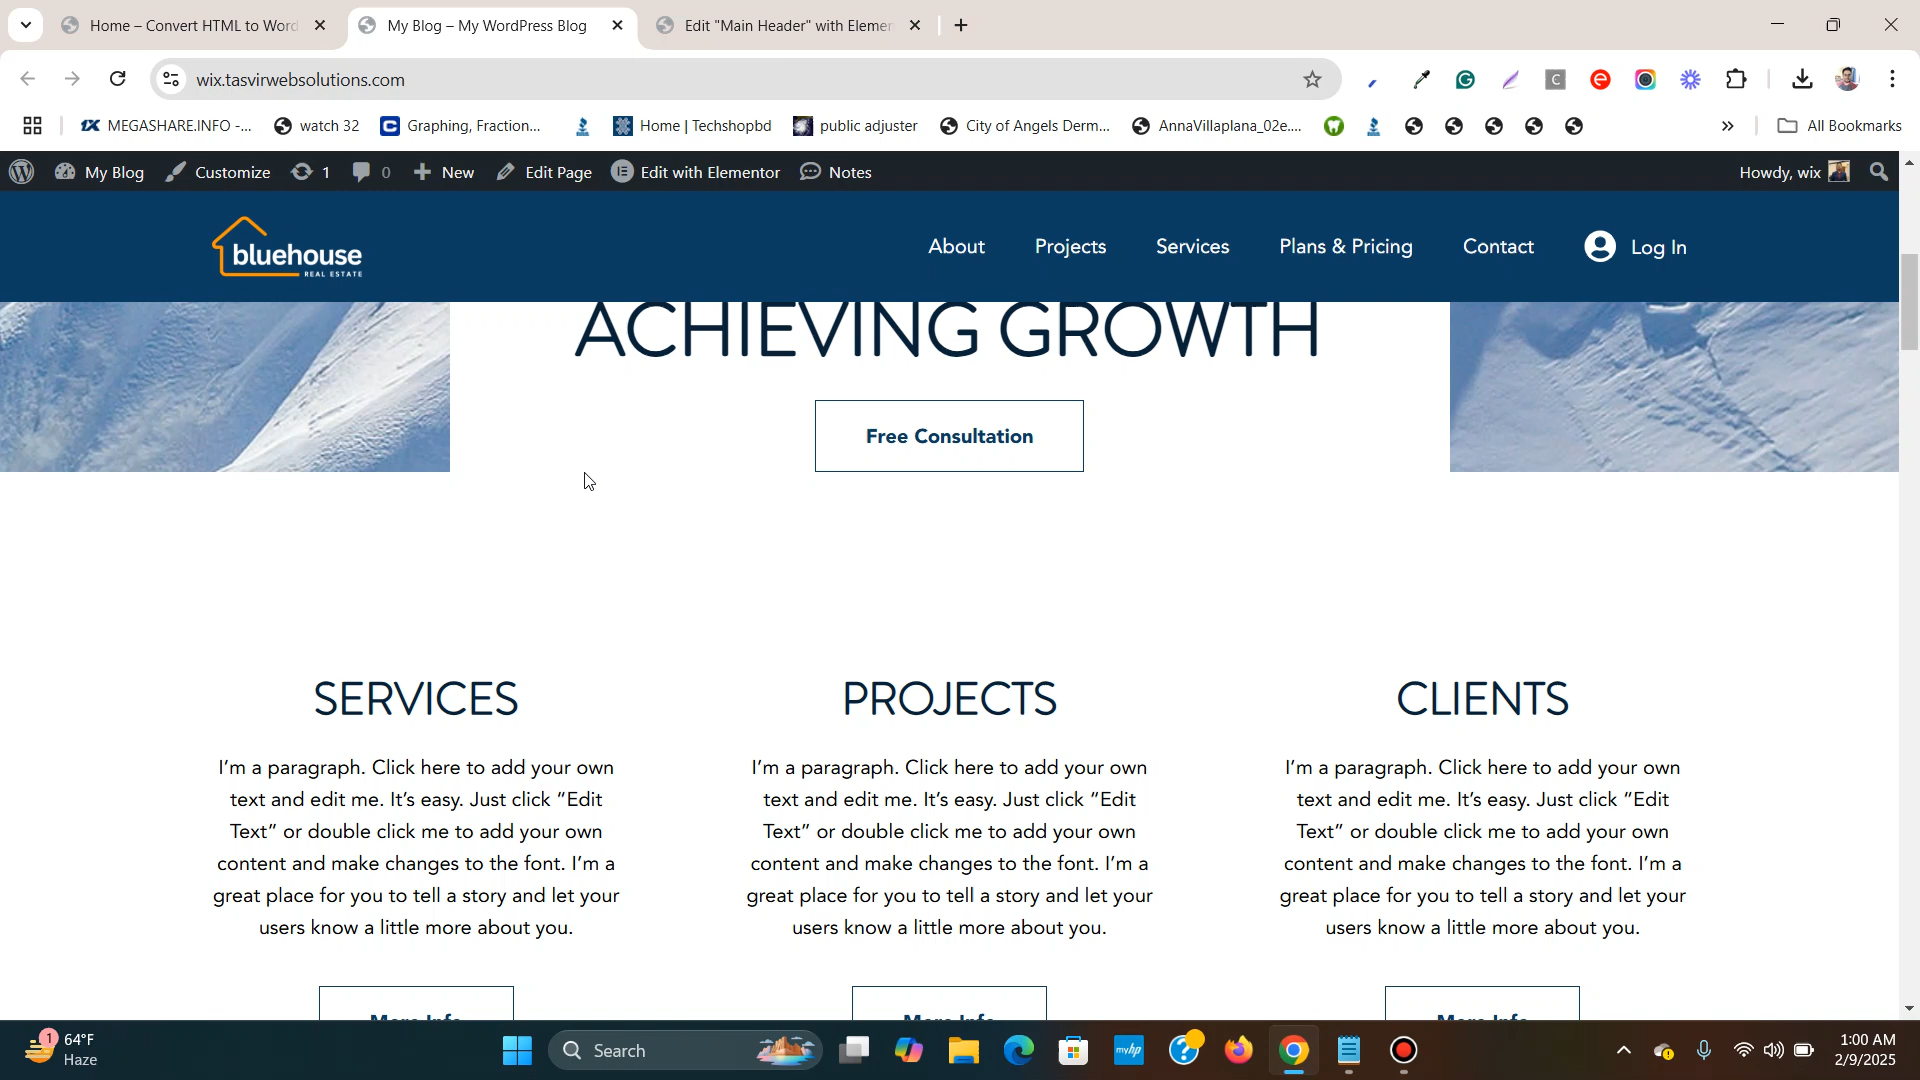 Home – Convert HTML to Word
My Blog – My WordPress Blog
Edit "Main Header" with Elemen
wix.tasvirwebsolutions.com
MEGASHARE.INFO -...
watch 32
Graphing, Fraction...
Home | Techshopbd
public adjuster
City of Angels Derm...
AnnaVillaplana_02e....
»
All Bookmarks
My Blog
Customize
1
0
New
Edit Page
Edit with Elementor
Notes
Howdy, wix
bluehouse
REAL ESTATE
About
Projects
Services
Plans & Pricing
Contact
Log In
ACHIEVING GROWTH
Free Consultation
SERVICES
I'm a paragraph. Click here to add your own
text and edit me. It's easy. Just click "Edit
Text" or double click me to add your own
content and make changes to the font. I'm a
great place for you to tell a story and let your
users know a little more about you.
More Info
PROJECTS
I'm a paragraph. Click here to add your own
text and edit me. It's easy. Just click "Edit
Text" or double click me to add your own
content and make changes to the font. I'm a
great place for you to tell a story and let your
users know a little more about you.
More Info
CLIENTS
I'm a paragraph. Click here to add your own
text and edit me. It's easy. Just click "Edit
Text" or double click me to add your own
content and make changes to the font. I'm a
great place for you to tell a story and let your
users know a little more about you.
More Info
1
64°F
Haze
Search
myhp
1:00 AM
2/9/2025